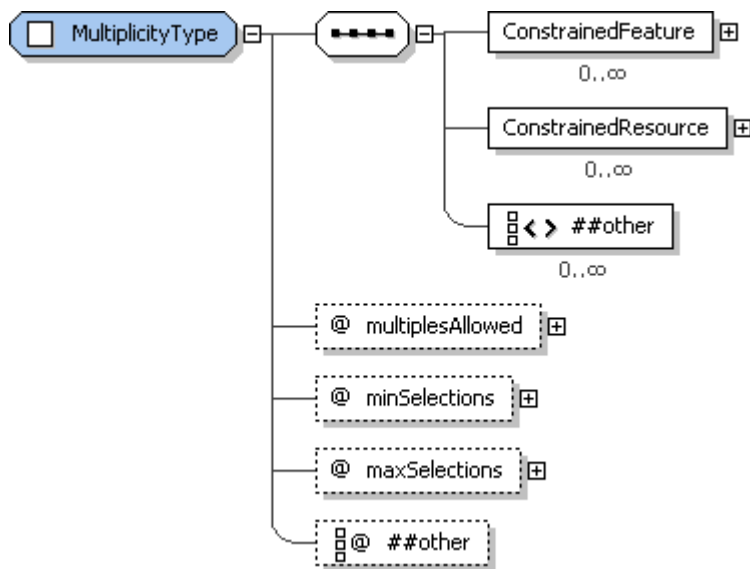 MultiplicityType
ConstrainedFeature
0..∞
ConstrainedResource
0..∞
< > ##other
0..∞
@ multiplesAllowed
@ minSelections
@ maxSelections
@ ##other